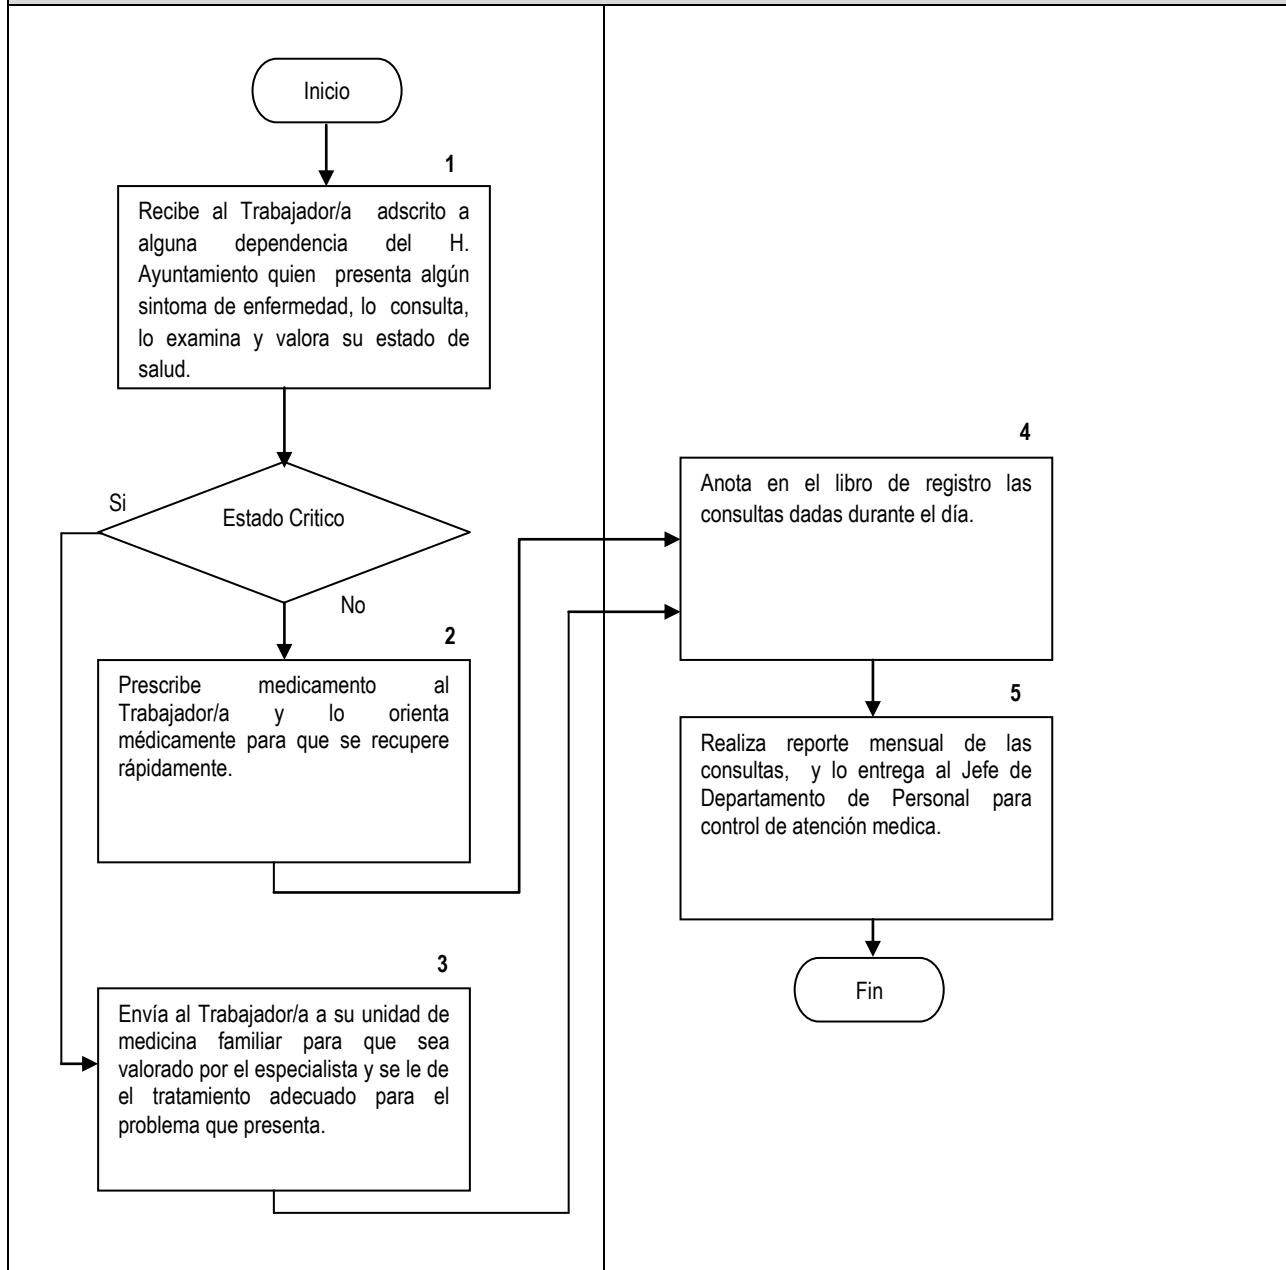 Inicio
1
Recibe al Trabajador/a adscrito a
alguna dependencia del H.
Ayuntamiento quien presenta algún
sintoma de enfermedad, lo consulta,
lo examina y valora su estado de
salud.
Si
Estado Critico
No
2
Prescribe medicamento al
Trabajador/a y lo orienta
médicamente para que se recupere
rápidamente.
3
Envía al Trabajador/a a su unidad de
medicina familiar para que sea
valorado por el especialista y se le de
el tratamiento adecuado para el
problema que presenta.
4
Anota en el libro de registro las
consultas dadas durante el día.
5
Realiza reporte mensual de las
consultas, y lo entrega al Jefe de
Departamento de Personal para
control de atención medica.
Fin